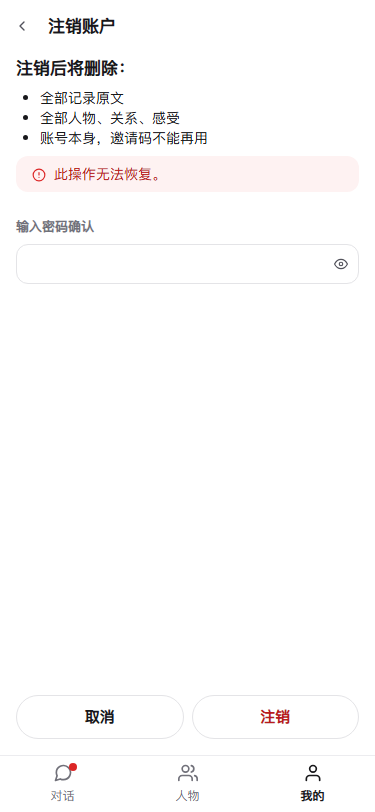 注销账户
注销后将删除：
全部记录原文
全部人物、关系、感受
账号本身，邀请码不能再用
此操作无法恢复。
输入密码确认
取消
注销
对话
人物
我的